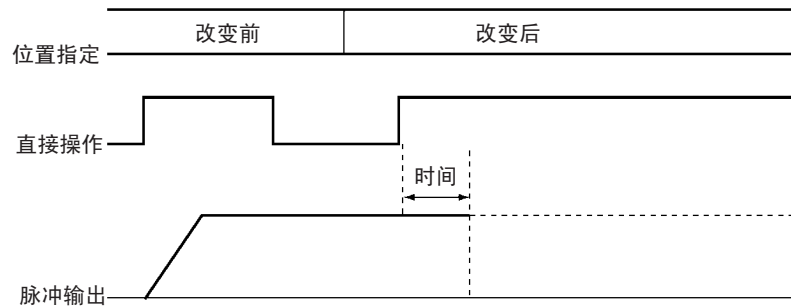 改变前
改变后
位置指定
直接操作
时间
脉冲输出